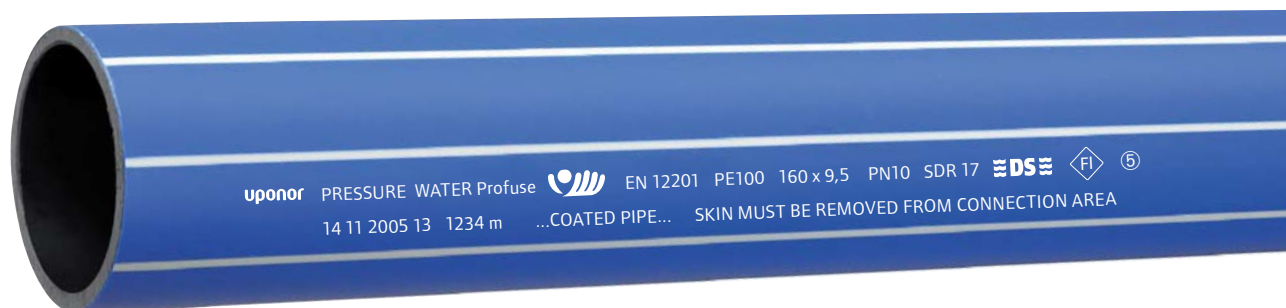 uponor PRESSURE WATER Profuse EN 12201 PE100 160 x 9,5 PN10 SDR 17 DS FI ⑤
14 11 2005 13 1234 m ...COATED PIPE... SKIN MUST BE REMOVED FROM CONNECTION AREA